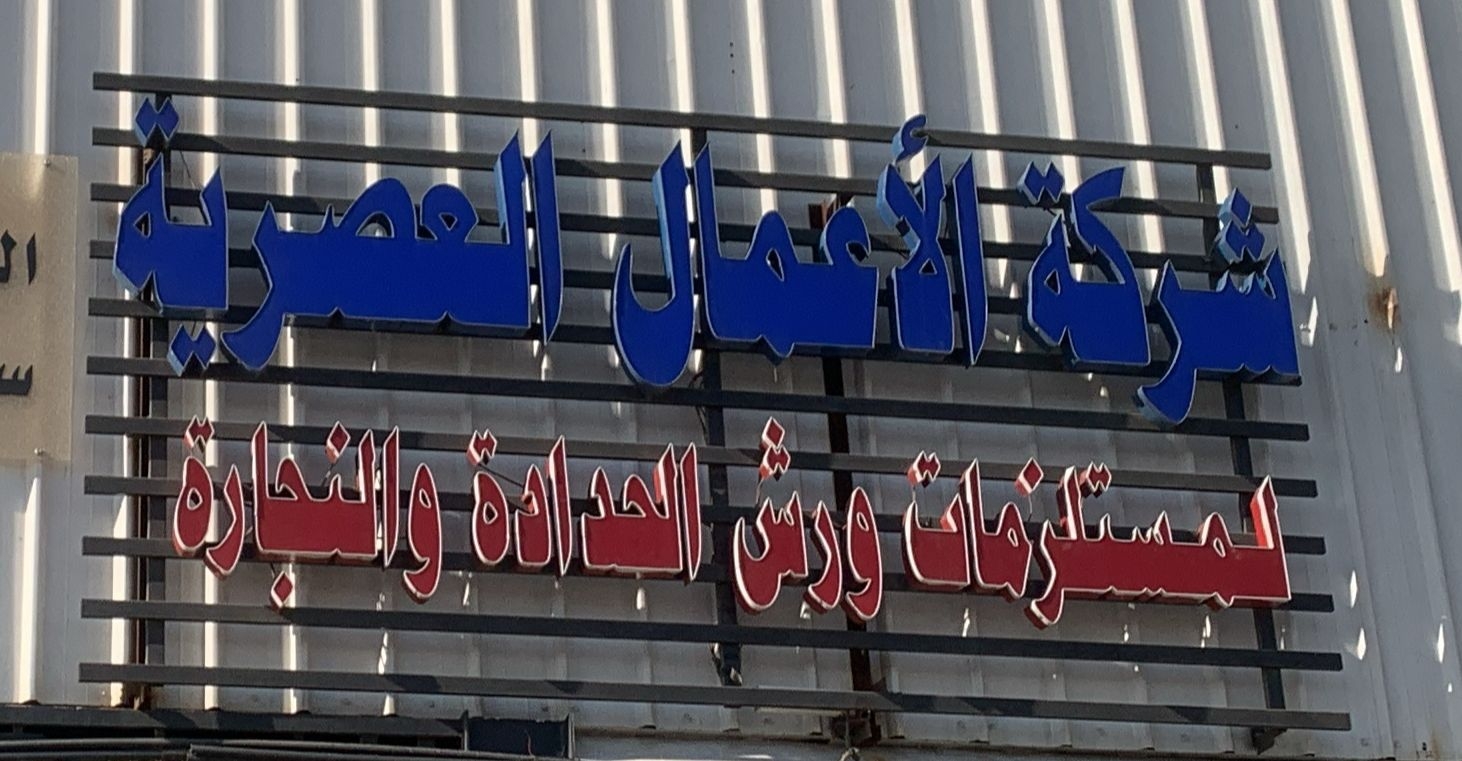 شركة الأعمال العصرية
لمستلزمات ورش الحدادة والنجارة